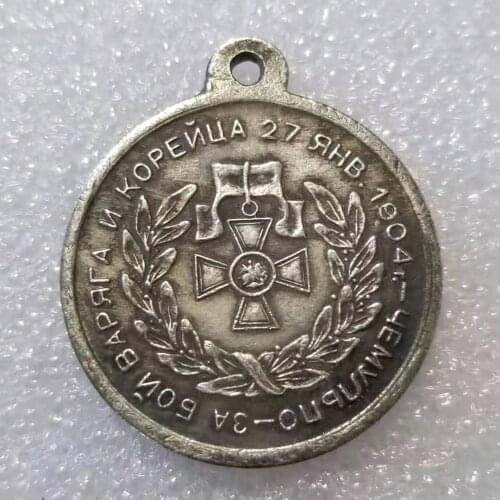 ЗА БОЙ ВАРЯГА И КОРЕЙЦА 27 ЯНВ. 1904 г. – ЧЕМУЛЬПО –